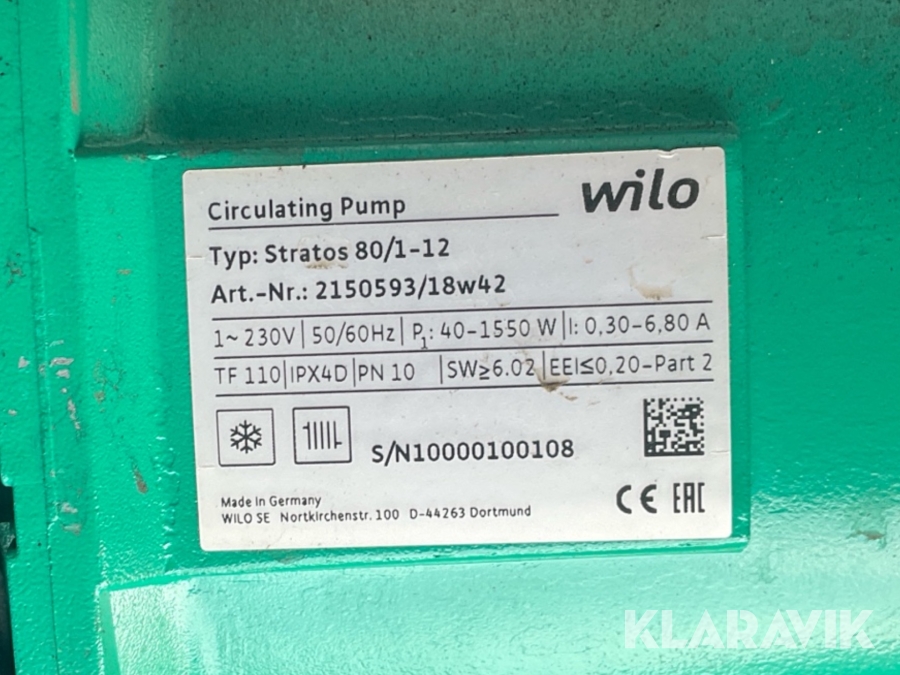 wilo
Circulating Pump
Typ: Stratos 80/1-12
Art.-Nr.: 2150593/18w42
1~ 230V | 50/60Hz | P1: 40-1550 W | I: 0,30-6,80 A
TF 110 | IPX4D | PN 10 | SW≥6.02 | EEI≤0,20-Part 2
S/N10000100108
Made in Germany
WILO SE Nortkirchenstr. 100 D-44263 Dortmund
CE EAC
KLARAVIK